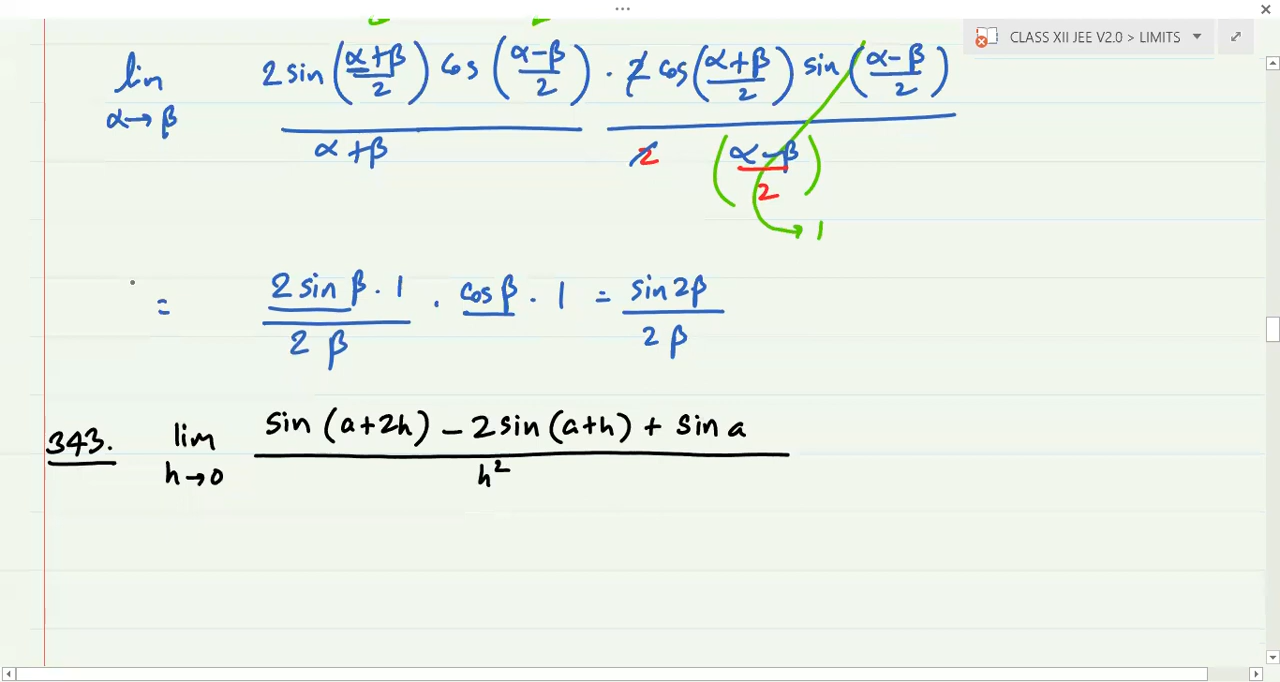 CLASS XII JEE V2.0 > LIMITS
lim α→β 2 sin((α+β)/2) cos((α-β)/2) / (α+β) · 2 cos((α+β)/2) sin((α-β)/2) / 2((α-β)/2) → 1
= 2 sin β · 1 / 2β · cos β · 1 = sin 2β / 2β
343. lim h→0 sin (a+2h) - 2 sin (a+h) + sin a / h²